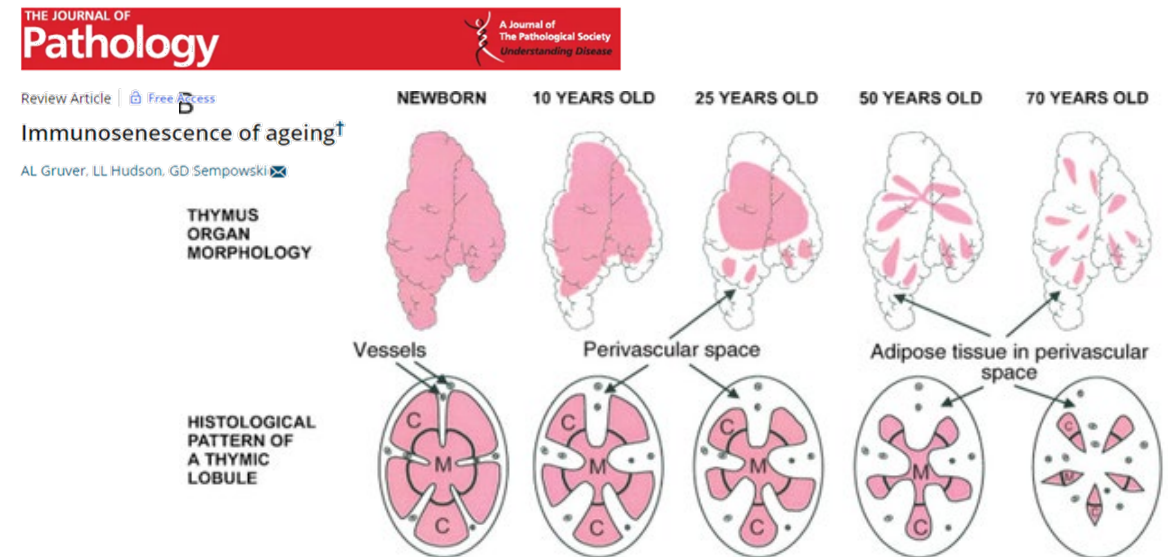 THE JOURNAL OF
Pathology
A Journal of
The Pathological Society
Understanding Disease
Review Article
Free Access
B
Immunosenescence of ageing†
AL Gruver, LL Hudson, GD Sempowski
NEWBORN
10 YEARS OLD
25 YEARS OLD
50 YEARS OLD
70 YEARS OLD
THYMUS
ORGAN
MORPHOLOGY
Vessels
Perivascular space
Adipose tissue in perivascular
space
HISTOLOGICAL
PATTERN OF
A THYMIC
LOBULE
C
M
C
C
M
C
C
M
C
M
C
C
M
C